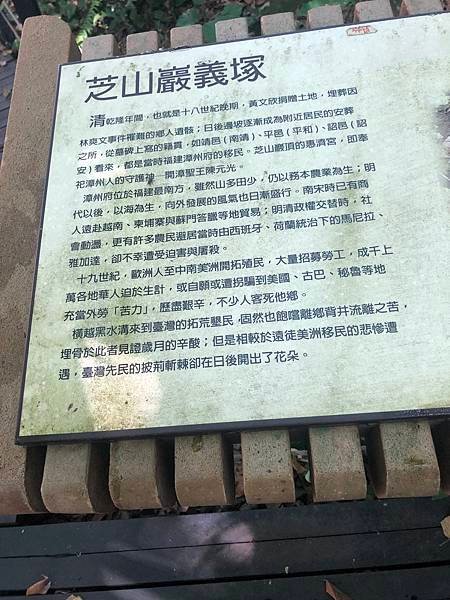 芝山巖義塚
清乾隆年間，也就是十八世紀晚期，黃文欣捐贈土地，埋葬因
林爽文事件罹難的鄉人遺骸；日後邊坡逐漸成為附近居民的安葬
之所，從墓碑上寫的籍貫，如靖邑(南靖)、平邑(平和)、詔邑(詔
安)看來，都是當時福建漳州府的移民。芝山巖頂的惠濟宮，即奉
祀漳州人的守護神—開漳聖王陳元光。
漳州府位於福建最南方，雖然山多田少，仍以務本農業為生；明
代以後，以海為生，向外發展的風氣也日漸盛行。南宋時已有商
人遠赴越南、柬埔寨與蘇門答臘等地貿易；明清政權交替時，社
會動盪，更有許多農民避居當時由西班牙、荷蘭統治下的馬尼拉、
雅加達，卻不幸遭受迫害與屠殺。
十九世紀，歐洲人至中南美洲開拓殖民，大量招募勞工，成千上
萬各地華人迫於生計，或自願或遭拐騙到美國、古巴、秘魯等地
充當外勞「苦力」，歷盡艱辛，不少人客死他鄉。
橫越黑水溝來到臺灣的拓荒墾民，固然也飽嚐離鄉背井流離之苦，
埋骨於此者見證歲月的辛酸；但是相較於遠徙美洲移民的悲慘遭
遇，臺灣先民的披荊斬棘卻在日後開出了花朵。